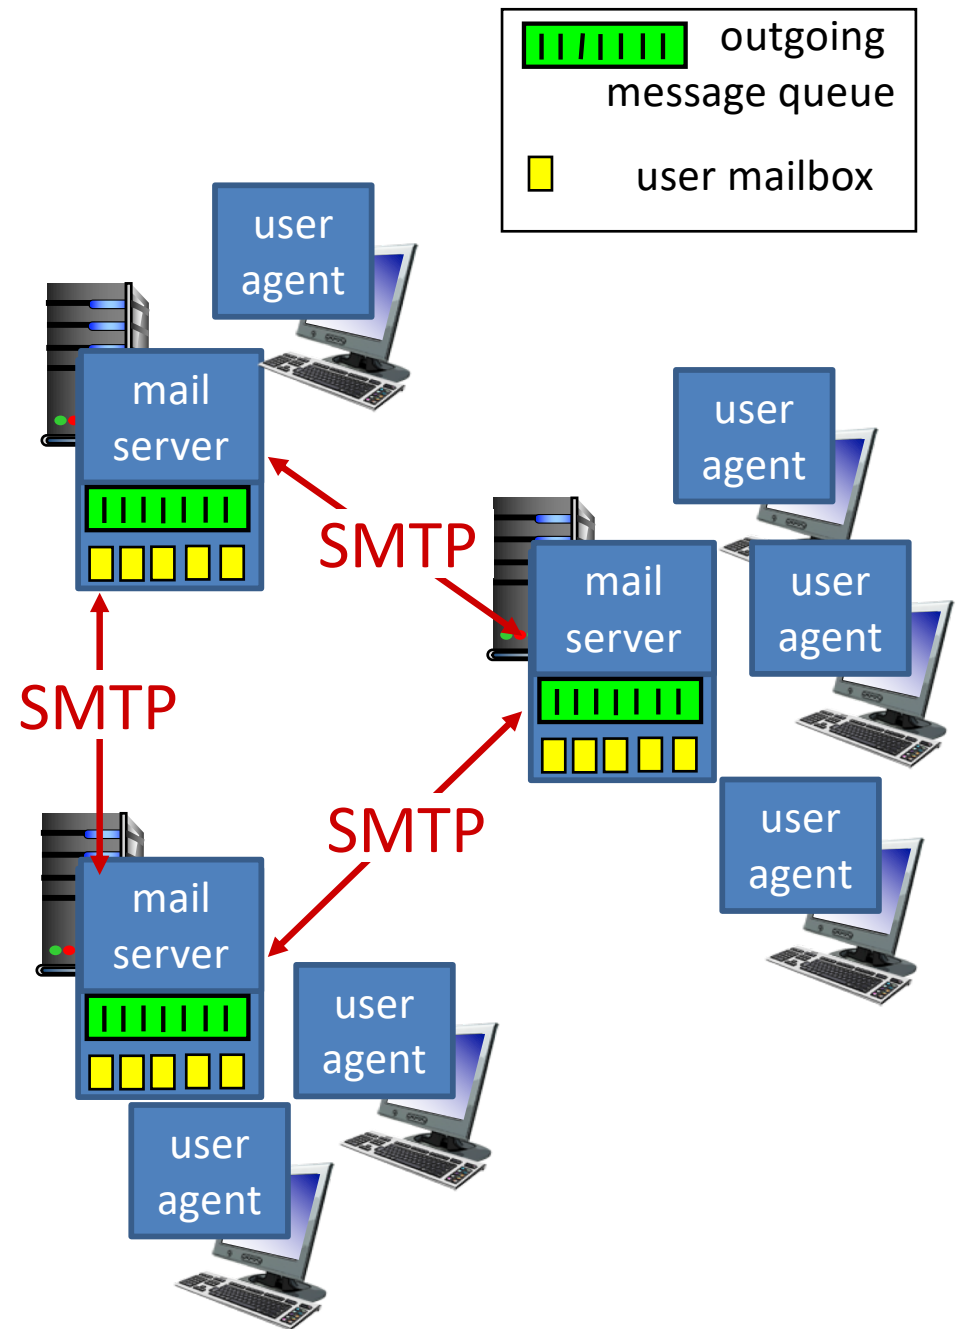 outgoing
message queue
user mailbox
user
agent
mail
server
user
agent
SMTP
mail
server
user
agent
SMTP
SMTP
user
agent
mail
server
user
agent
user
agent